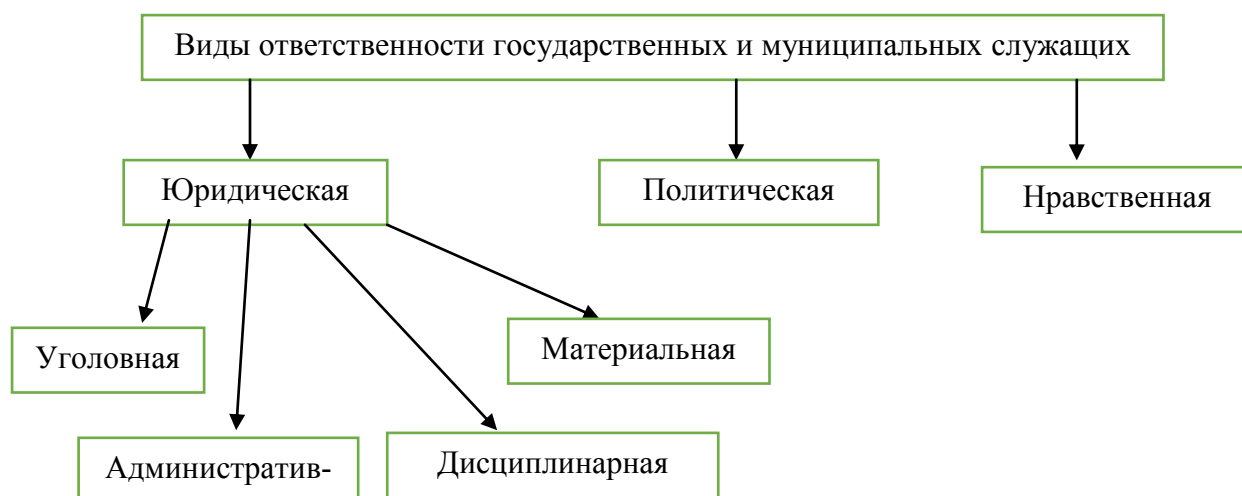 Виды ответственности государственных и муниципальных служащих
Юридическая
Политическая
Нравственная
Уголовная
Материальная
Административ-
Дисциплинарная